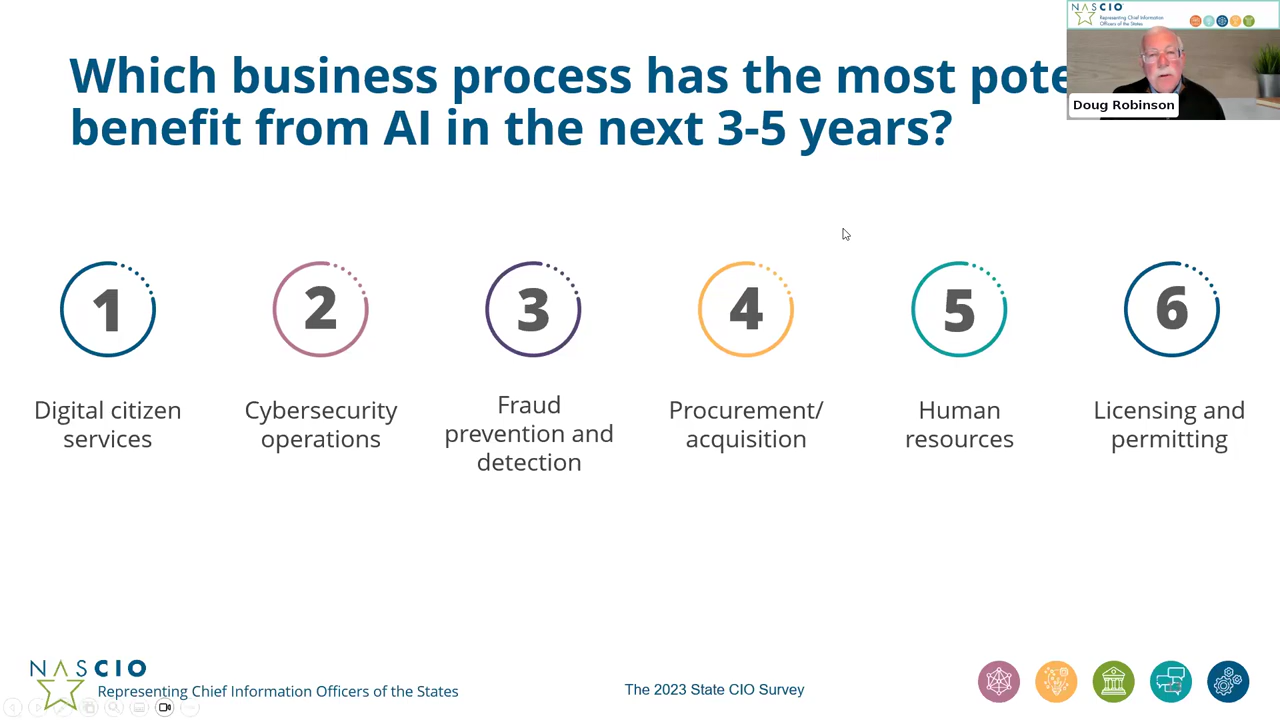 Which business process has the most pote
benefit from AI in the next 3-5 years?
NASCIO
Representing Chief Information
Officers of the States
Doug Robinson
1
2
3
4
5
6
Digital citizen
services
Cybersecurity
operations
Fraud
prevention and
detection
Procurement/
acquisition
Human
resources
Licensing and
permitting
NASCIO
Representing Chief Information Officers of the States
The 2023 State CIO Survey